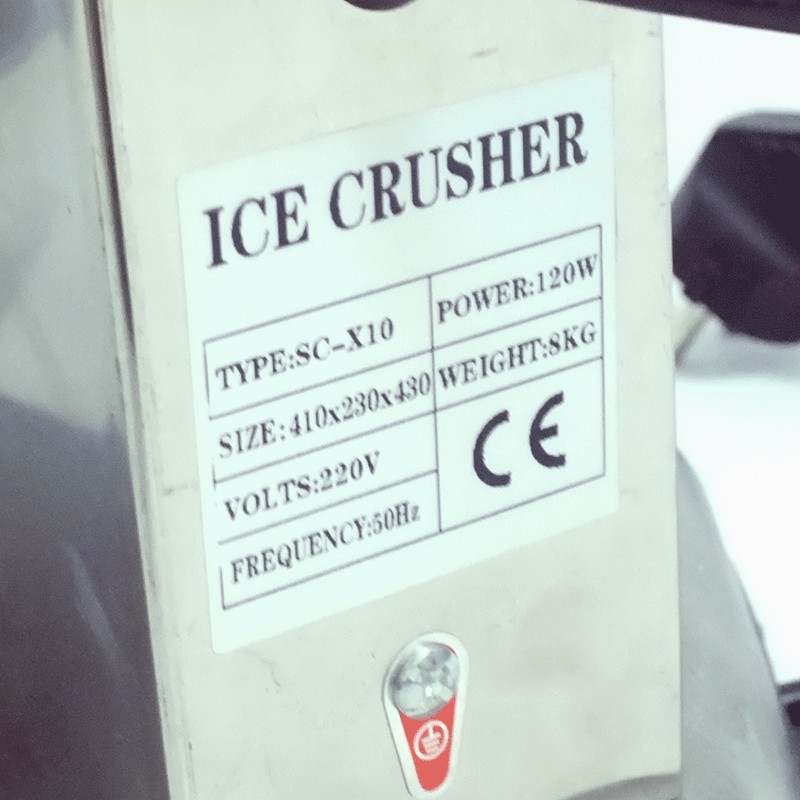 ICE CRUSHER
TYPE:SC-X10
POWER:120W
SIZE:410x230x430
WEIGHT:8KG
VOLTS:220V
CE
FREQUENCY:50Hz